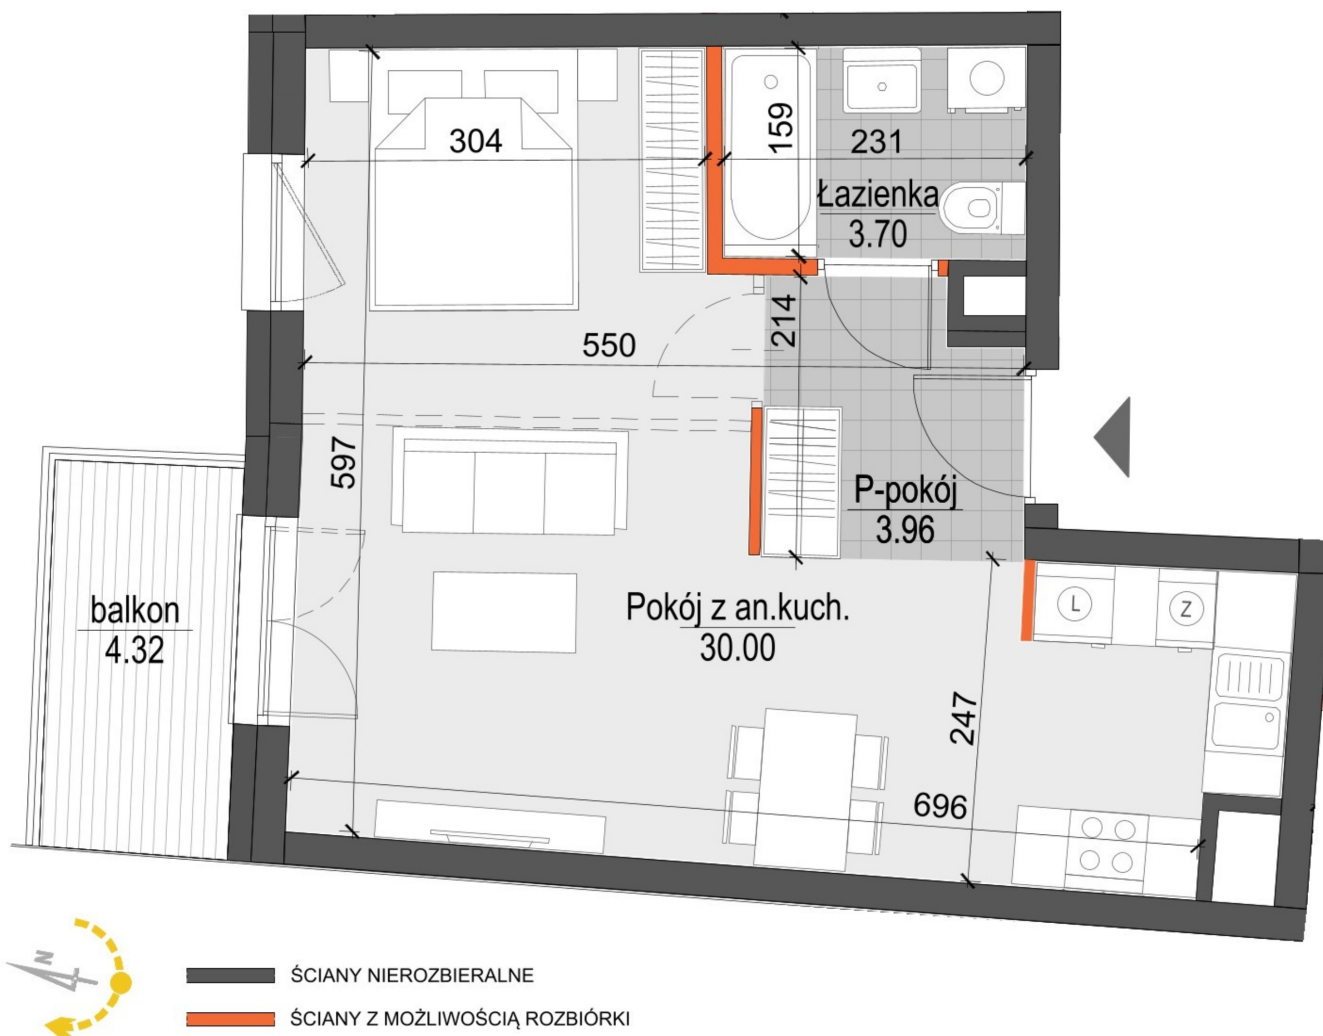 304
159
231
Łazienka
3.70
214
550
597
P-pokój
3.96
balkon
4.32
Pokój z an.kuch.
30.00
L
Z
247
696
N
ŚCIANY NIEROZBIERALNE
ŚCIANY Z MOŻLIWOŚCIĄ ROZBIÓRKI